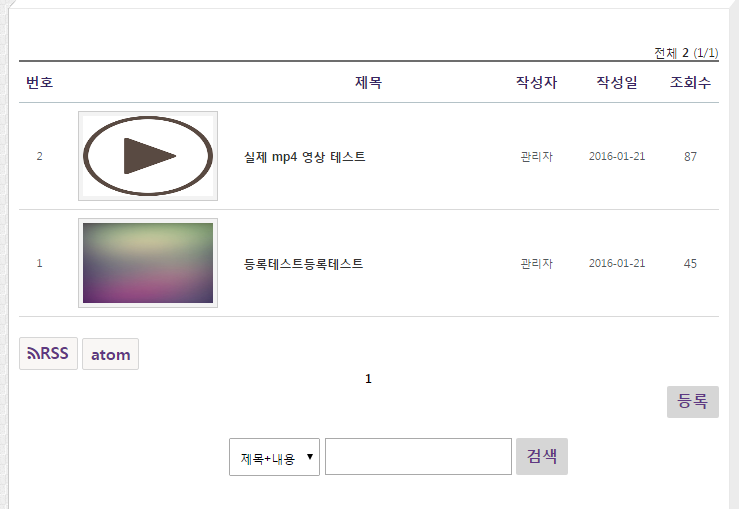 전체 2 (1/1)
번호 제목 작성자 작성일 조회수
2 실제 mp4 영상 테스트 관리자 2016-01-21 87
1 등록테스트등록테스트 관리자 2016-01-21 45
RSS atom
1
등록
제목+내용 검색